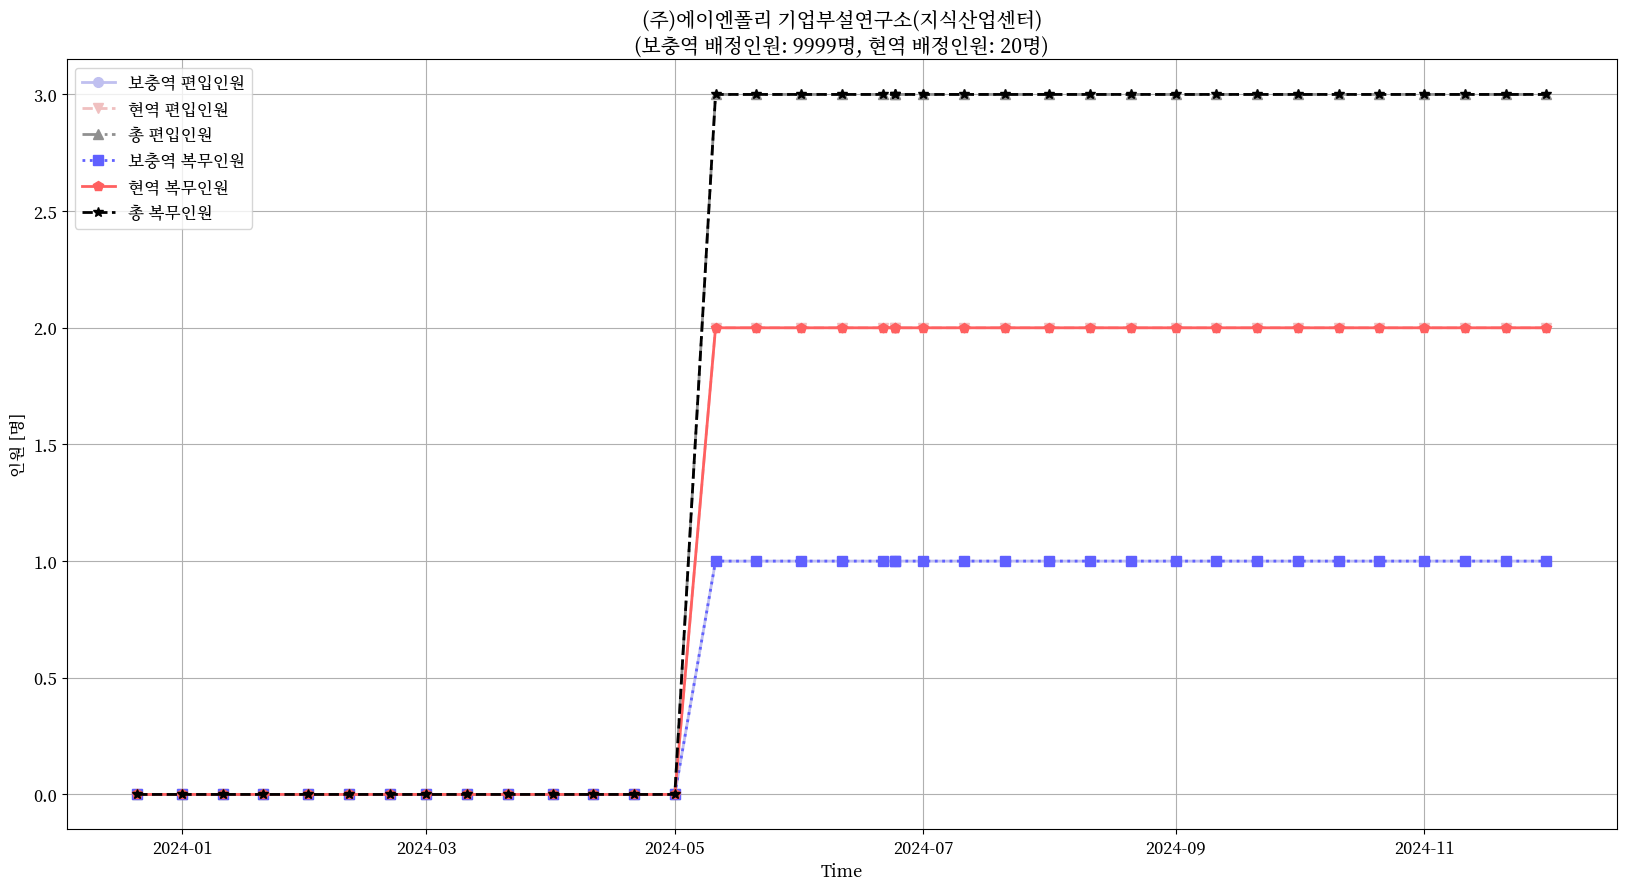 (주)에이엔폴리 기업부설연구소(지식산업센터)
(보충역 배정인원: 9999명, 현역 배정인원: 20명)
보충역 편입인원
현역 편입인원
총 편입인원
보충역 복무인원
현역 복무인원
총 복무인원
3.0
2.5
2.0
1.5
1.0
0.5
0.0
인원 [명]
2024-01
2024-03
2024-05
2024-07
2024-09
2024-11
Time